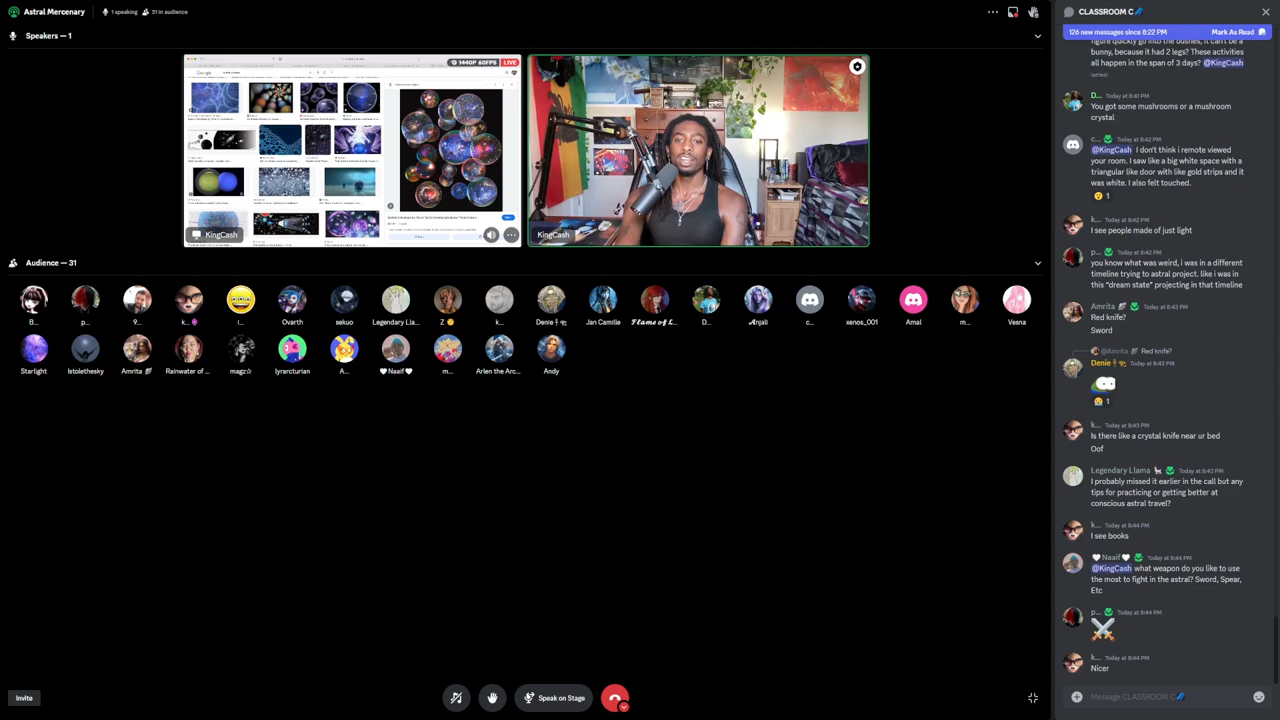 Astral Mercenary
1 speaking
31 in audience
Speakers — 1
Google
1440P 60FPS
LIVE
KingCash
KingCash
Audience — 31
B...
p...
9...
k...
i...
Ovarth
sekuo
Legendary Lla...
Z
k...
Denie
Jan Camille
Flame of L...
D...
Anjali
c...
xenos_001
Amal
m...
Vesna
Starlight
Istolethesky
Amrita
Rainwater of ...
magz☆
lyrarcturian
A...
🤍Naaif🤍
m...
Arlen the Arc...
Andy
Invite
Speak on Stage
CLASSROOM C
126 new messages since 8:22 PM
Mark As Read
figure quickly go into the bushes, it can't be a
bunny, because it had 2 legs? These activities
all happen in the span of 3 days? @KingCash
(edited)
D... Today at 8:41 PM
You got some mushrooms or a mushroom
crystal
c... Today at 8:42 PM
@KingCash I don't think i remote viewed
your room. I saw like a big white space with a
triangular like door with like gold strips and it
was white. I also felt touched.
1
k... Today at 8:42 PM
I see people made of just light
p... Today at 8:42 PM
you know what was weird, i was in a different
timeline trying to astral project. like i was in
this “dream state” projecting in that timeline
Amrita Today at 8:43 PM
Red knife?
Sword
@Amrita Red knife?
Denie Today at 8:43 PM
1
k... Today at 8:43 PM
Is there like a crystal knife near ur bed
Oof
Legendary Llama Today at 8:43 PM
I probably missed it earlier in the call but any
tips for practicing or getting better at
conscious astral travel?
k... Today at 8:44 PM
I see books
🤍Naaif🤍 Today at 8:44 PM
@KingCash what weapon do you like to use
the most to fight in the astral? Sword, Spear,
Etc
p... Today at 8:44 PM
k... Today at 8:44 PM
Nicer
Message CLASSROOM C